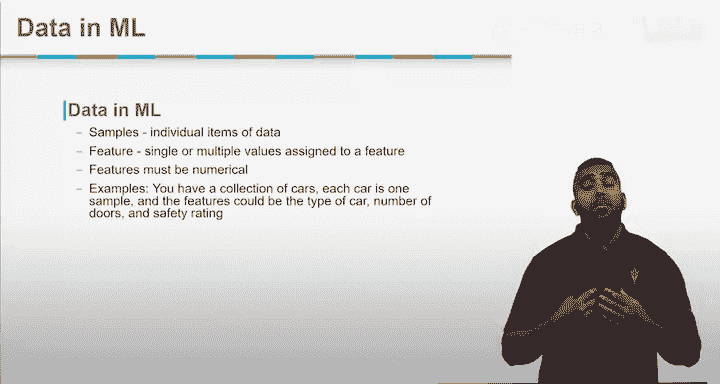 Data in ML
Data in ML
– Samples - individual items of data
– Feature - single or multiple values assigned to a feature
– Features must be numerical
– Examples: You have a collection of cars, each car is one
sample, and the features could be the type of car, number of
doors, and safety rating